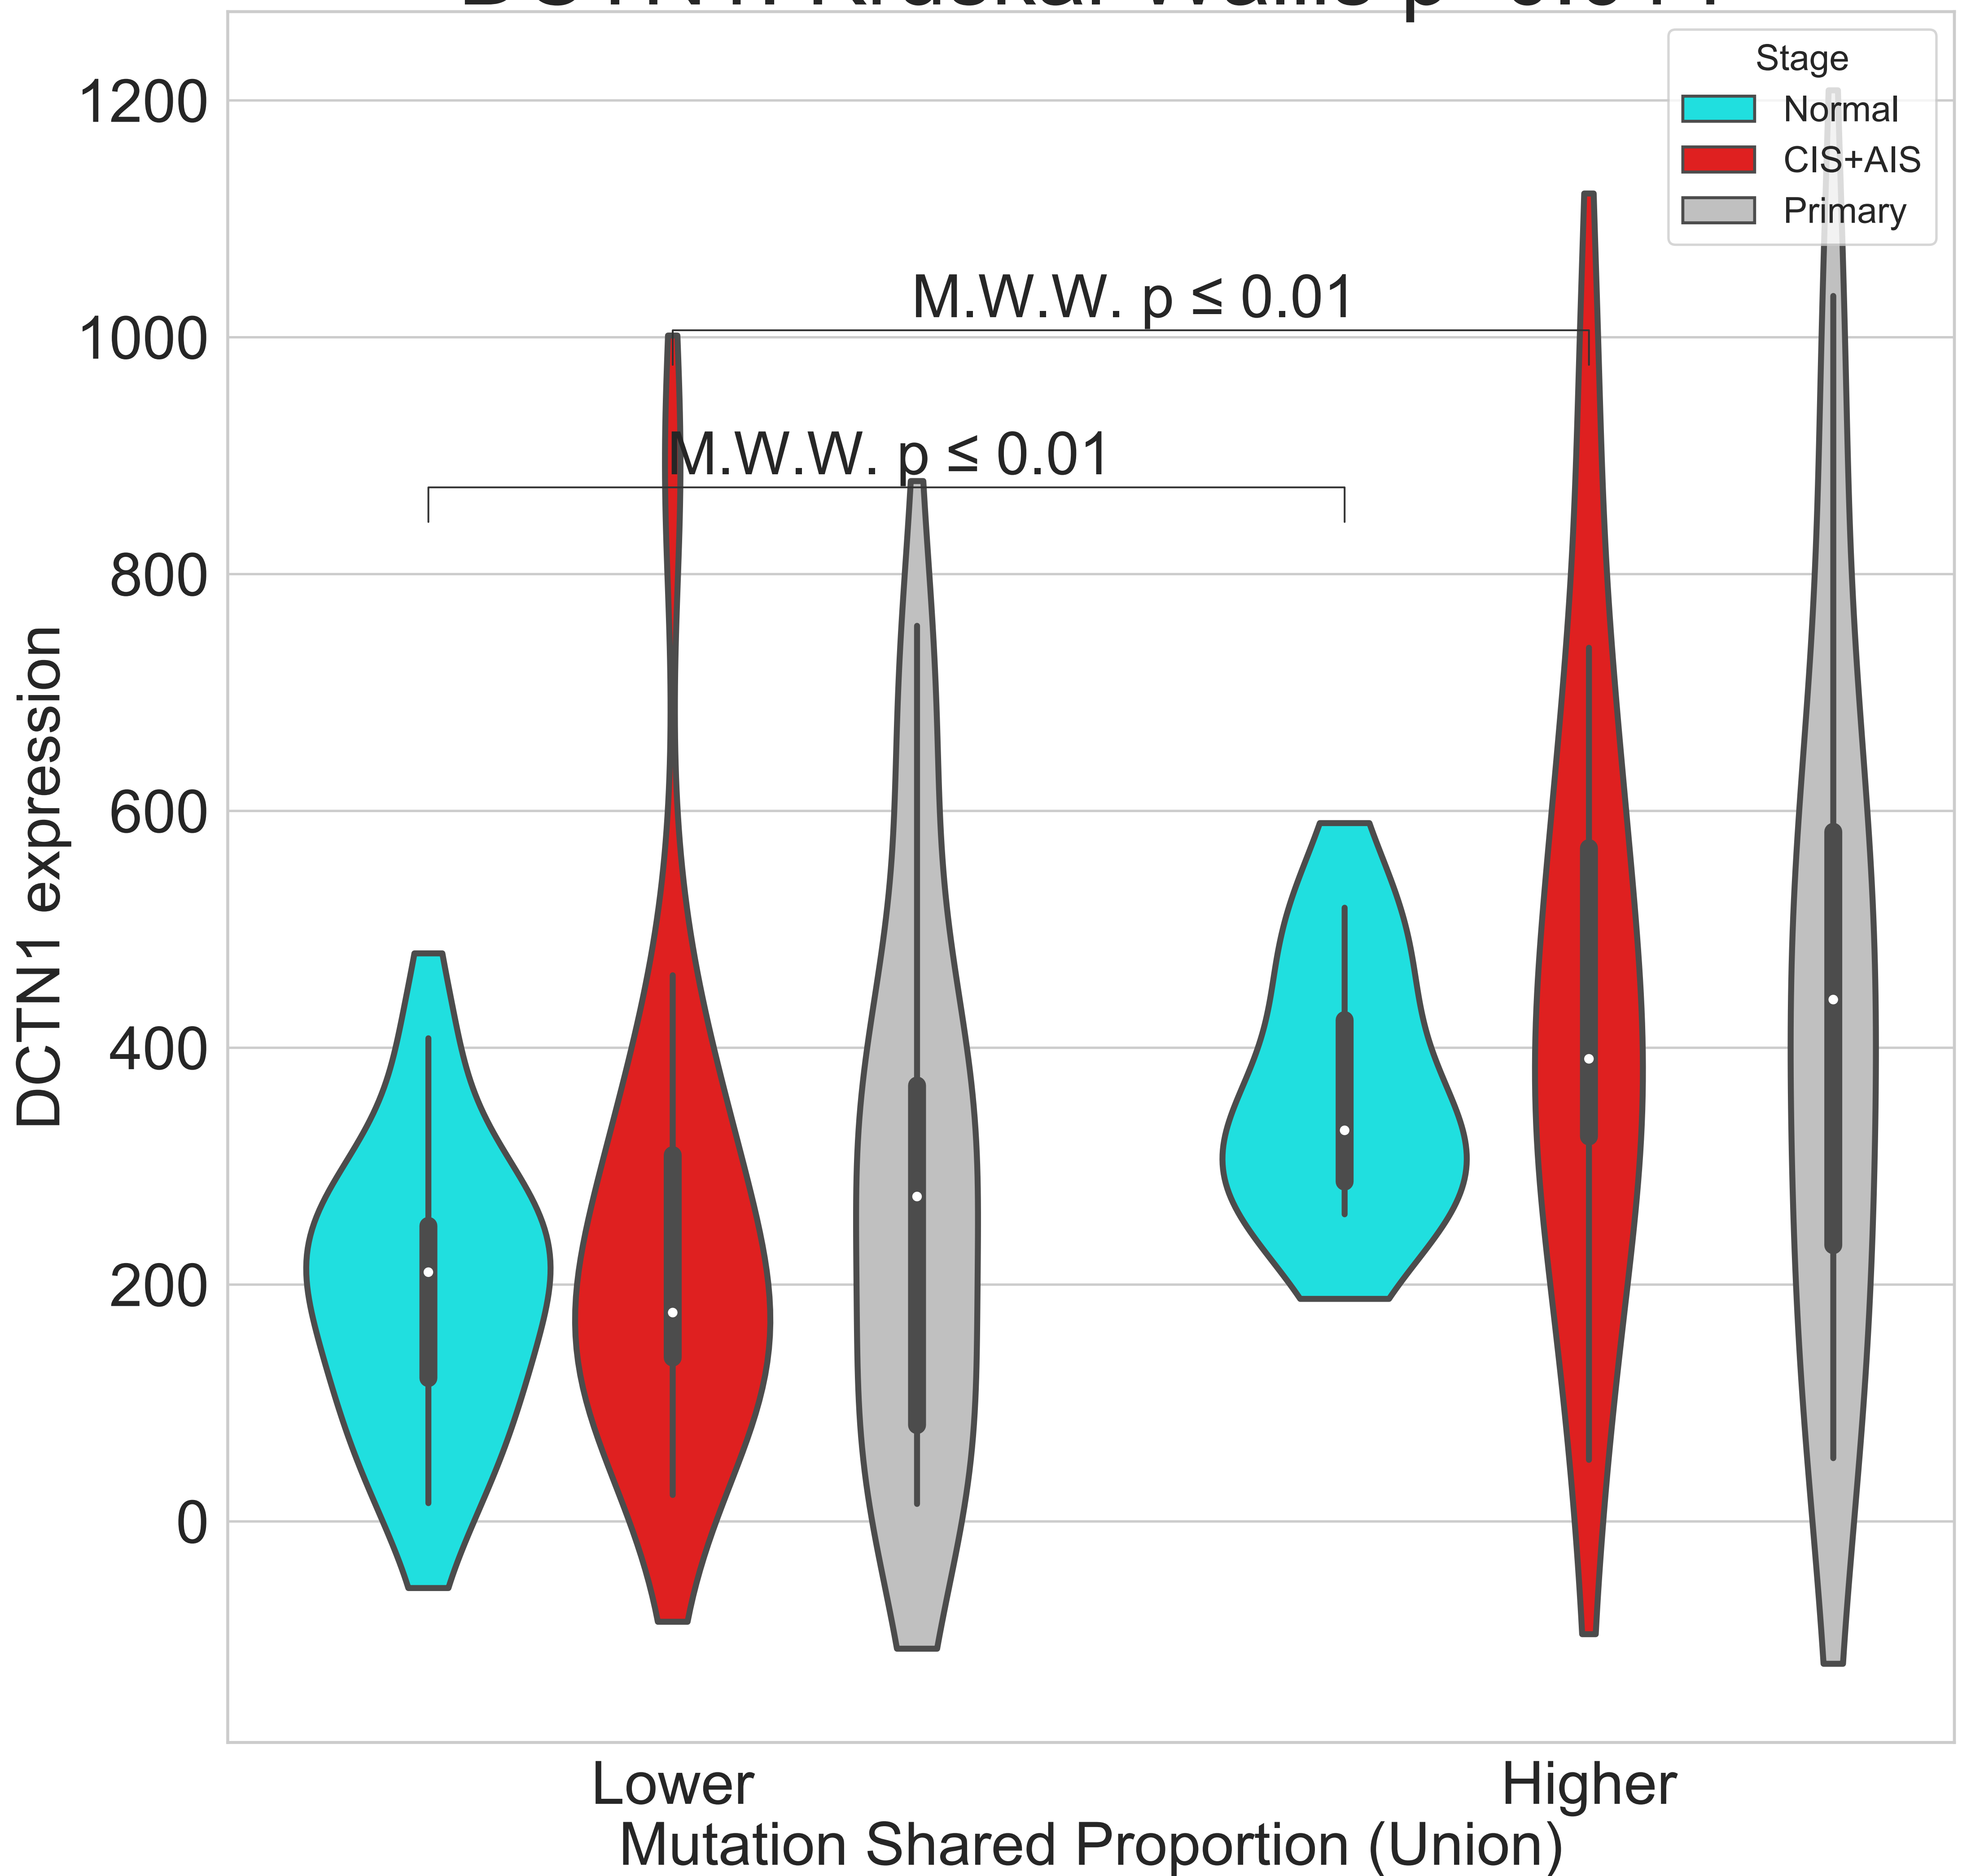 1200
1000
800
600
400
200
0
DCTN1 expression
Stage
Normal
CIS+AIS
Primary
M.W.W. p ≤ 0.01
M.W.W. p ≤ 0.01
Lower
Higher
Mutation Shared Proportion (Union)